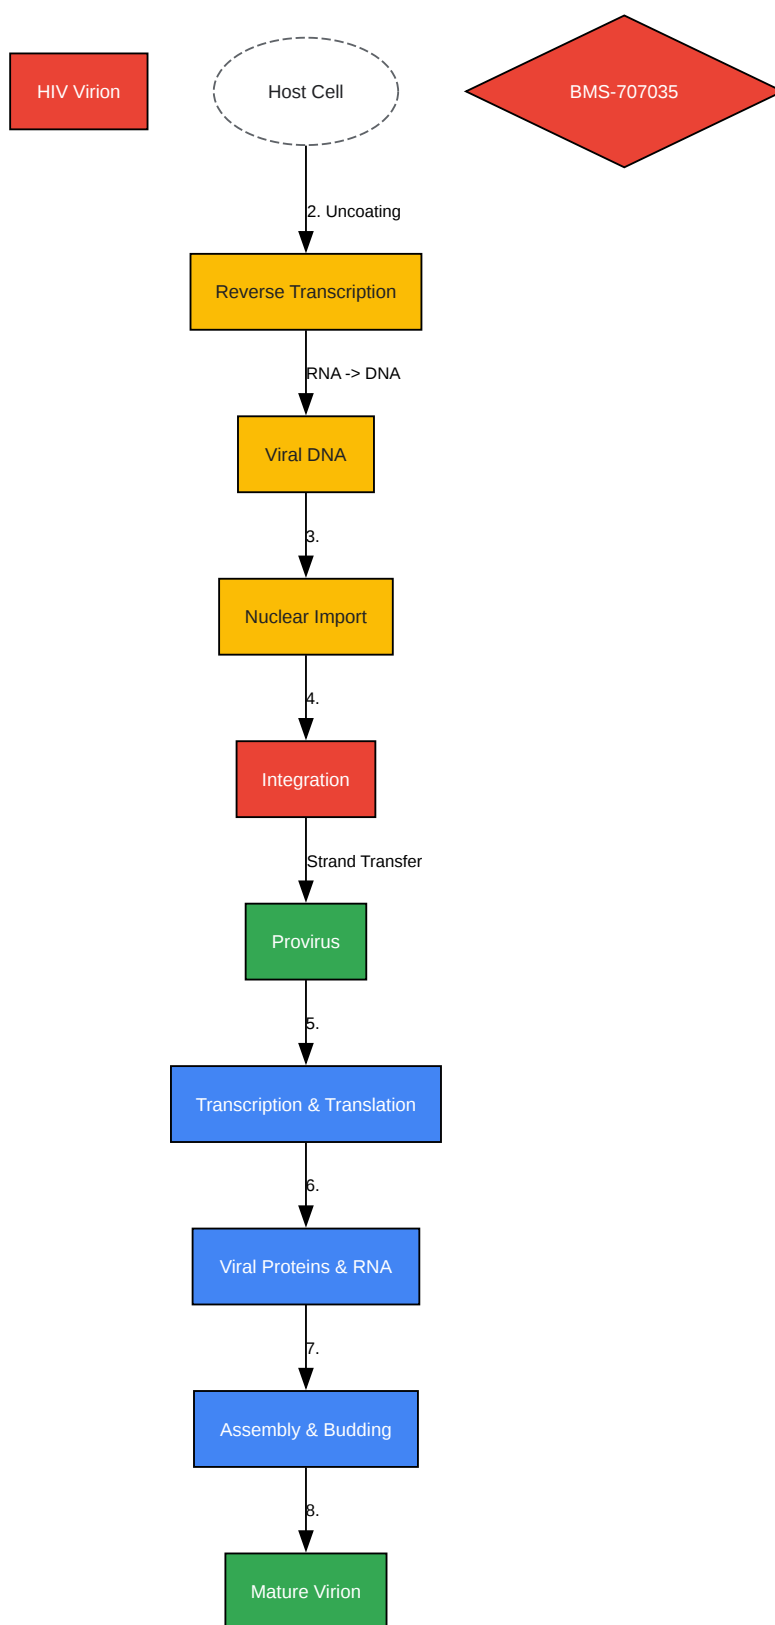 HIV Virion
Host Cell
BMS-707035
2. Uncoating
Reverse Transcription
RNA -> DNA
Viral DNA
3.
Nuclear Import
4.
Integration
Strand Transfer
Provirus
5.
Transcription & Translation
6.
Viral Proteins & RNA
7.
Assembly & Budding
8.
Mature Virion